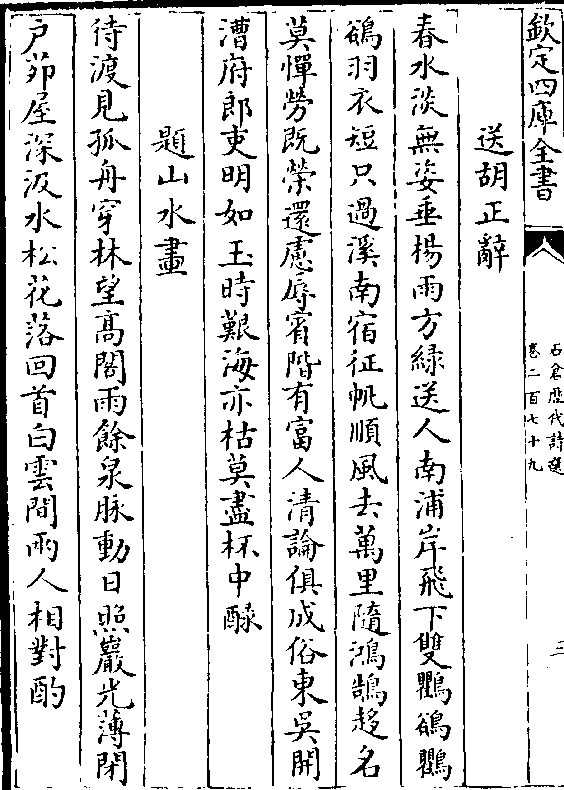 欽定四庫全書
石倉歷代詩選
卷二百七十九
三
送胡正辭
春水淡無姿垂楊雨方緑送人南浦岸飛下雙鸜鵒鸜
鵒羽衣短只過溪南宿征帆順風去萬里隨鴻鵠趍名
莫憚勞既榮還慮辱賓階有富人清論俱成俗東吳開
漕府郎吏明如玉時艱海亦枯莫盡杯中醁
題山水畫
待渡見孤舟穿林望髙閣雨餘泉脉動日照巖光薄閉
户茆屋深汲水松花落回首白雲間兩人相對酌